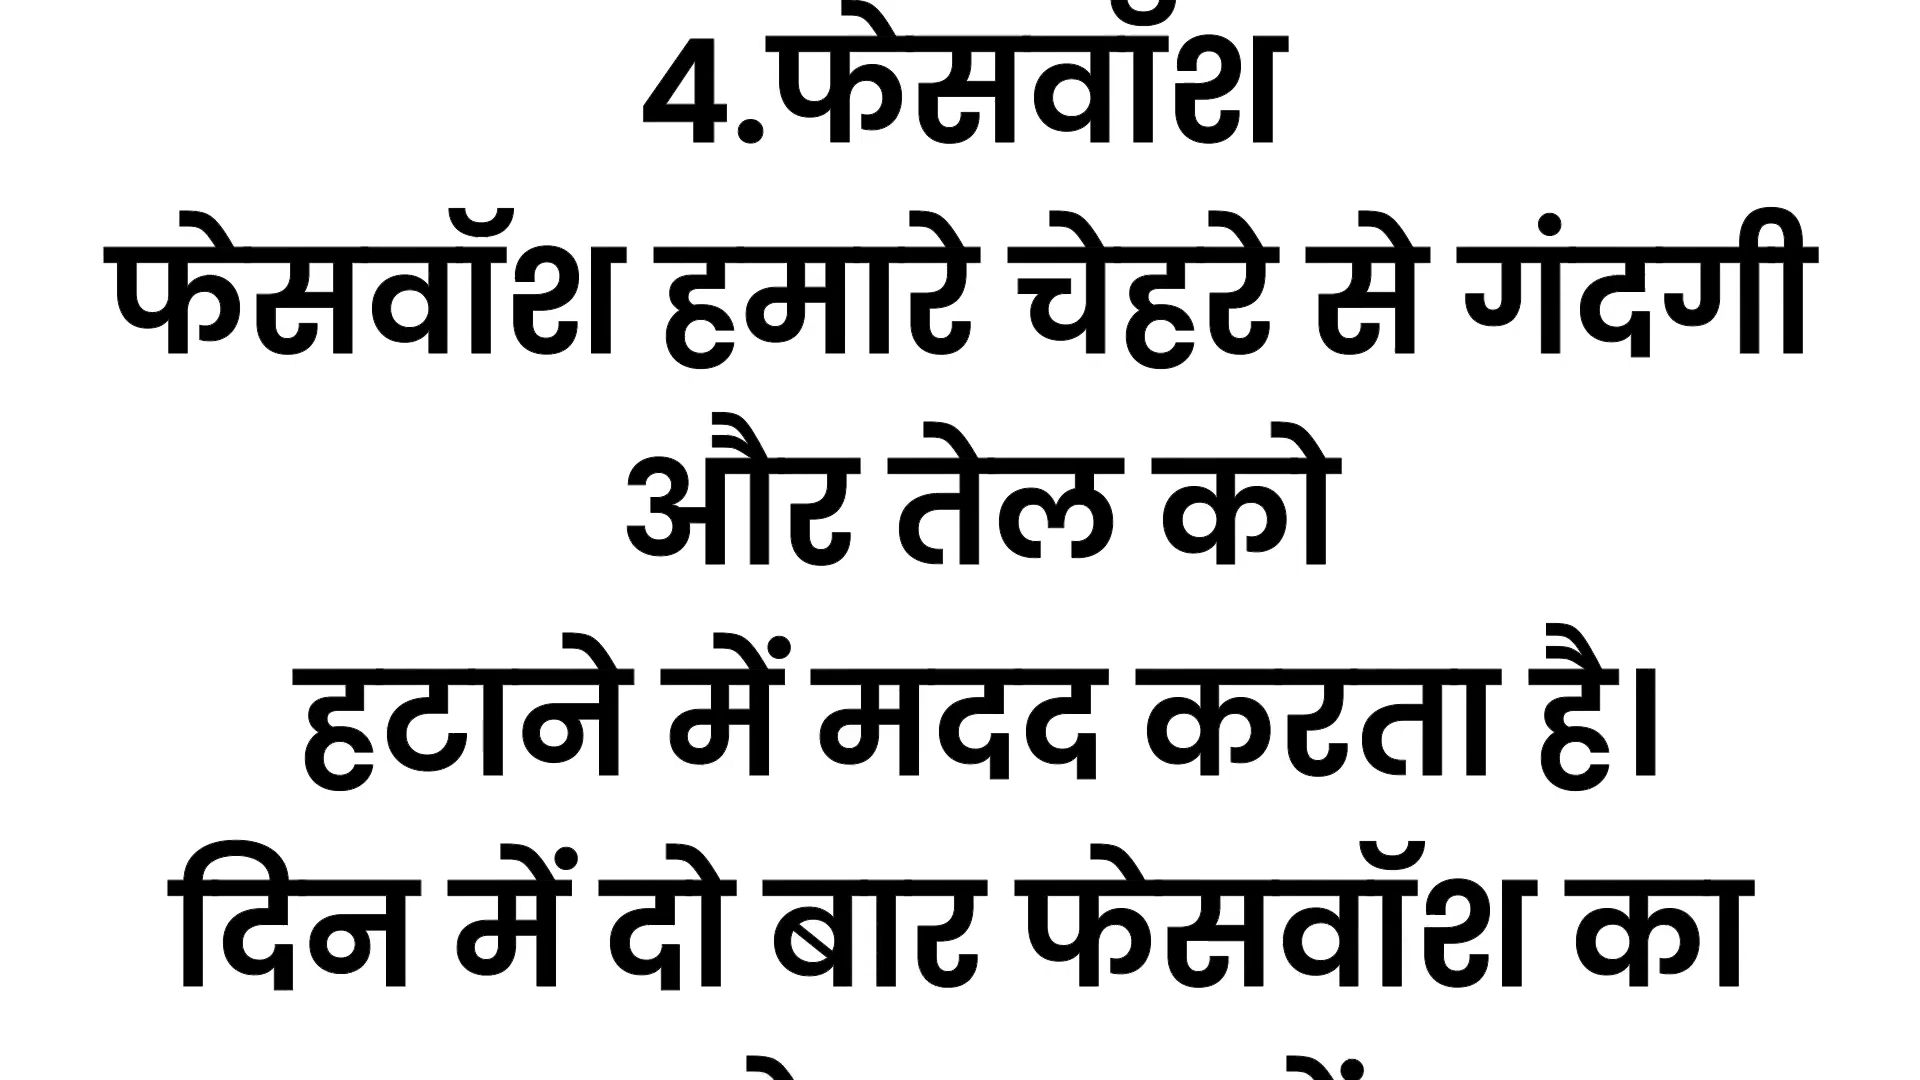 4.फेसवॉश
फेसवॉश हमारे चेहरे से गंदगी
और तेल को
हटाने में मदद करता है।
दिन में दो बार फेसवॉश का